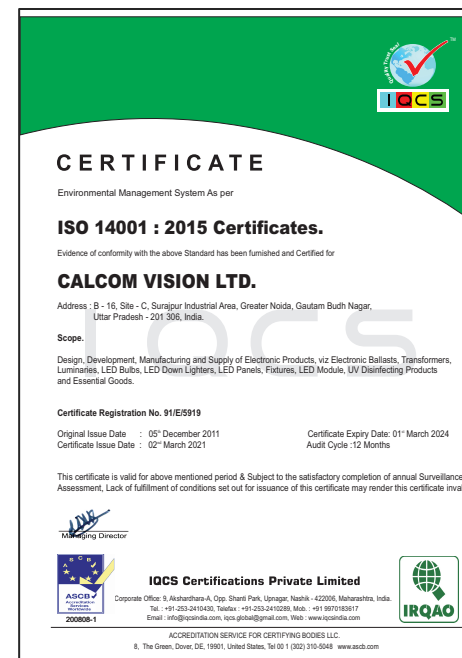 Quality Trust Seal
TM
IQCS
CERTIFICATE
Environmental Management System As per
ISO 14001 : 2015 Certificates.
Evidence of conformity with the above Standard has been furnished and Certified for
CALCOM VISION LTD.
Address : B - 16, Site - C, Surajpur Industrial Area, Greater Noida, Gautam Budh Nagar,
Uttar Pradesh - 201 306, India.
IQCS
Scope.
Design, Development, Manufacturing and Supply of Electronic Products, viz Electronic Ballasts, Transformers,
Luminaries, LED Bulbs, LED Down Lighters, LED Panels, Fixtures, LED Module, UV Disinfecting Products
and Essential Goods.
Certificate Registration No. 91/E/5919
Original Issue Date : 05th December 2011 Certificate Expiry Date: 01st March 2024
Certificate Issue Date : 02nd March 2021 Audit Cycle :12 Months
This certificate is valid for above mentioned period & Subject to the satisfactory completion of annual Surveillance
Assessment, Lack of fulfillment of conditions set out for issuance of this certificate may render this certificate inva
Managing Director
ASCB
ASCB
Accreditation
Services
Worldwide
200808-1
IQCS Certifications Private Limited
Corporate Office: 9, Akshardhara-A, Opp. Shanti Park, Upnagar, Nashik - 422006, Maharashtra, India.
Tel. : +91-253-2410430, Telefax : +91-253-2410289, Mob. : +91 9970183617
Email : info@iqcsindia.com, iqcs.global@gmail.com, Web : www.iqcsindia.com
IRQAO
ACCREDITATION SERVICE FOR CERTIFYING BODIES LLC.
8, The Green, Dover, DE, 19901, United States, Tel 00 1 (302) 310-5048 www.ascb.com